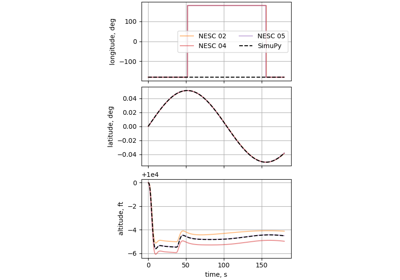 100
0
−100
longitude, deg
NESC 02
NESC 04
NESC 05
SimuPy
0.04
0.02
0.00
−0.02
−0.04
latitude, deg
+1e4
0
−2
−4
−6
altitude, ft
0
50
100
150
time, s